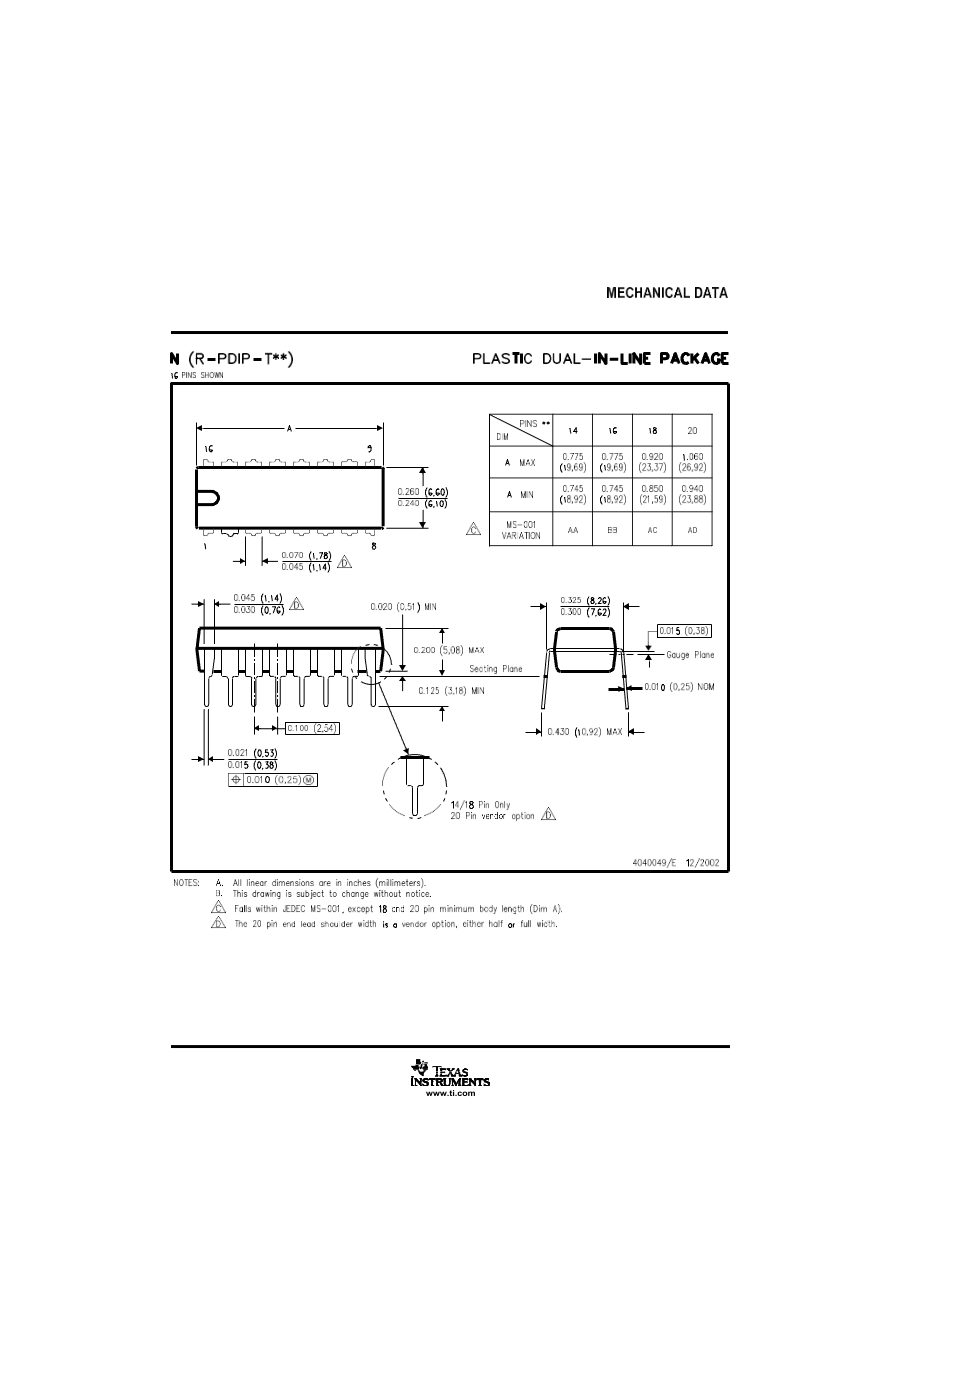 MECHANICAL DATA
N (R-PDIP-T**)
PLASTIC DUAL-IN-LINE PACKAGE
16 PINS SHOWN
A
16 9
1 8
0.260 (6,60)
0.240 (6,10)
0.070 (1,78)
0.045 (1,14) D
PINS ** 14 16 18 20
DIM
A MAX 0.775 (19,69) 0.775 (19,69) 0.920 (23,37) 1.060 (26,92)
A MIN 0.745 (18,92) 0.745 (18,92) 0.850 (21,59) 0.940 (23,88)
C MS-001 VARIATION AA BB AC AD
0.045 (1,14)
0.030 (0,76) D
0.020 (0,51) MIN
0.200 (5,08) MAX
Seating Plane
0.125 (3,18) MIN
0.100 (2,54)
0.021 (0,53)
0.015 (0,38)
0.010 (0,25) M
14/18 Pin Only
20 Pin vendor option D
0.325 (8,26)
0.300 (7,62)
0.015 (0,38)
Gauge Plane
0.010 (0,25) NOM
0.430 (10,92) MAX
4040049/E 12/2002
NOTES: A. All linear dimensions are in inches (millimeters).
B. This drawing is subject to change without notice.
C Falls within JEDEC MS-001, except 18 and 20 pin minimum body length (Dim A).
D The 20 pin end lead shoulder width is a vendor option, either half or full width.
TEXAS
INSTRUMENTS
www.ti.com